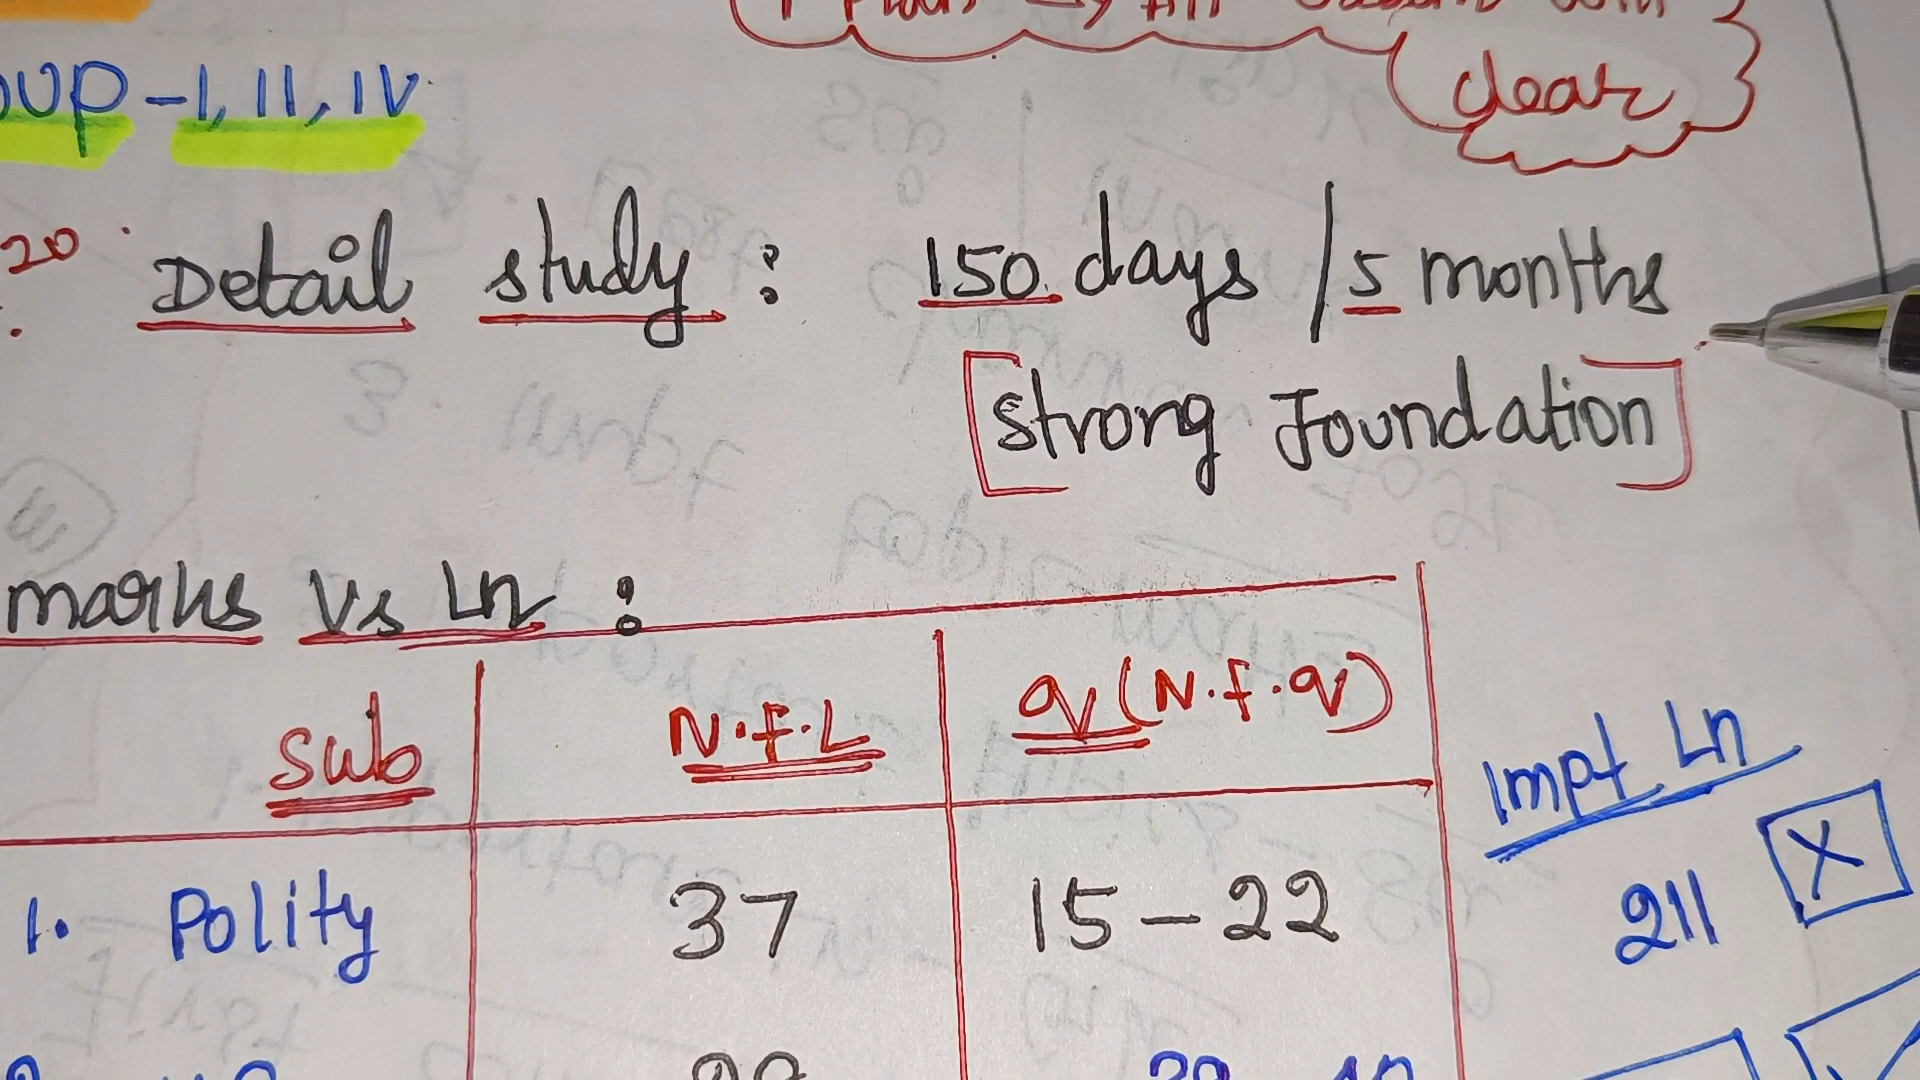 clear
-I, II, IV
20
Detail study : 150 days / 5 months
[Strong Foundation]
marks Vs Ln :
Sub N.f.L q (N.f.q)
Impt Ln
1. Polity 37 15-22 211 X